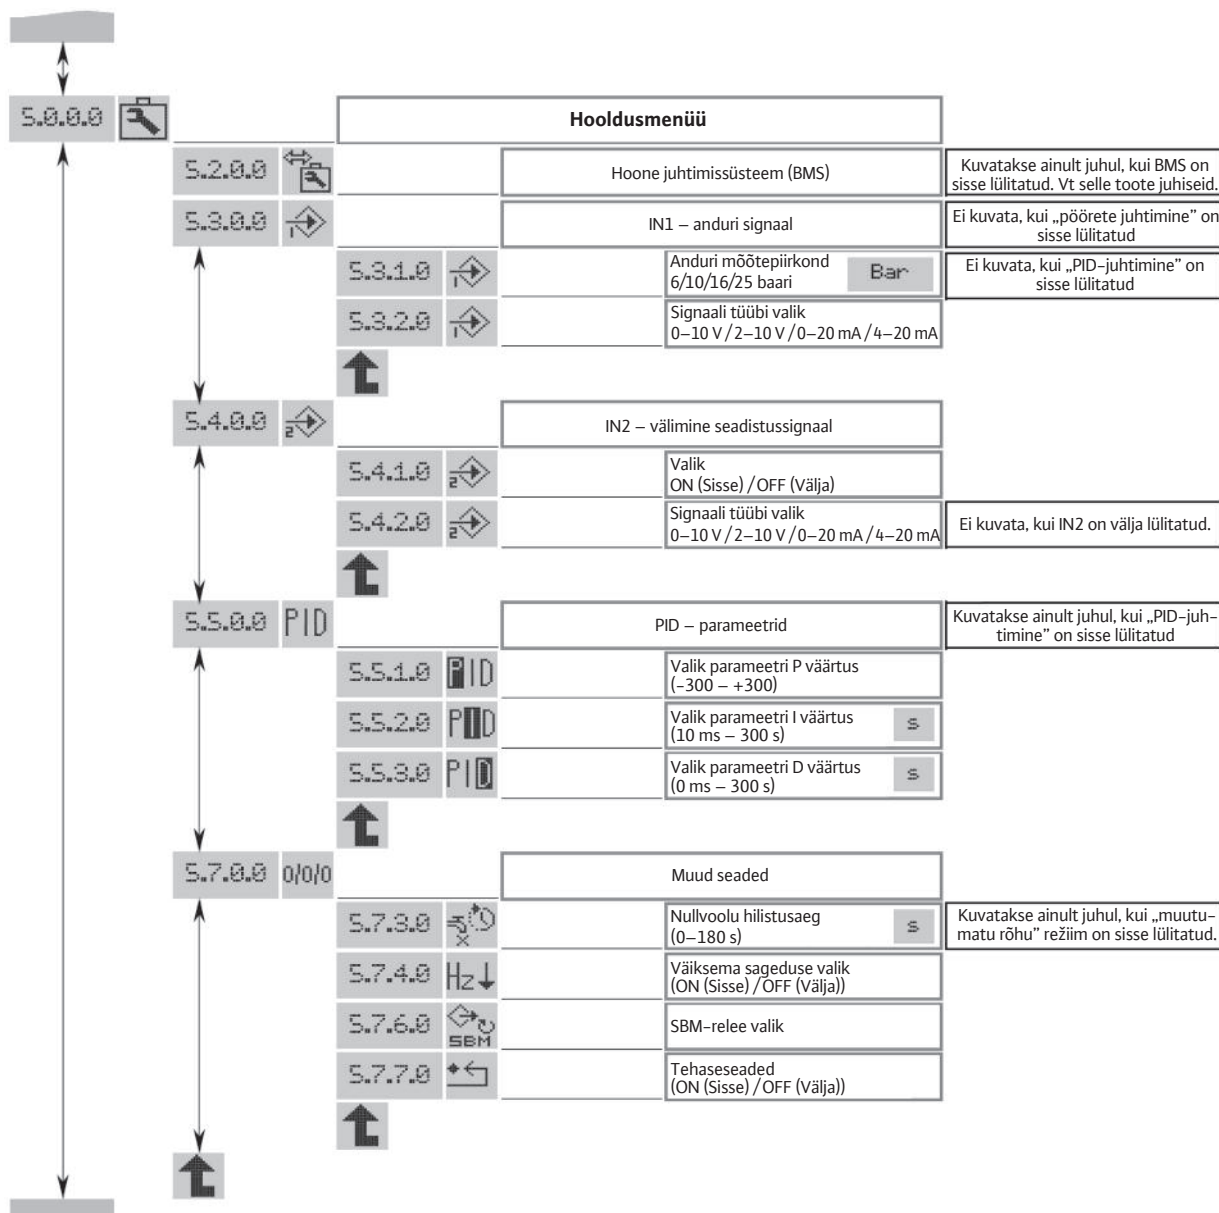 5.0.0.0
Hooldusmenüü
5.2.0.0
Hoone juhtimissüsteem (BMS)
Kuvatakse ainult juhul, kui BMS on
sisse lülitatud. Vt selle toote juhiseid.
5.3.0.0
1
IN1 – anduri signaal
Ei kuvata, kui „pöörete juhtimine” on
sisse lülitatud
5.3.1.0
1
Anduri mõõtepiirkond
6/10/16/25 baari
Bar
Ei kuvata, kui „PID-juhtimine” on
sisse lülitatud
5.3.2.0
1
Signaali tüübi valik
0–10 V/2–10 V/0–20 mA/4–20 mA
5.4.0.0
2
IN2 – välimine seadistussignaal
5.4.1.0
2
Valik
ON (Sisse)/OFF (Välja)
5.4.2.0
2
Signaali tüübi valik
0–10 V/2–10 V/0–20 mA/4–20 mA
Ei kuvata, kui IN2 on välja lülitatud.
5.5.0.0
PID
PID – parameetrid
Kuvatakse ainult juhul, kui „PID-juh-
timine” on sisse lülitatud
5.5.1.0
PID
Valik parameetri P väärtus
(-300 – +300)
5.5.2.0
PID
Valik parameetri I väärtus
(10 ms – 300 s)
s
5.5.3.0
PID
Valik parameetri D väärtus
(0 ms – 300 s)
s
5.7.0.0
0/0/0
Muud seaded
5.7.3.0
Nullvoolu hilistusaeg
(0–180 s)
s
Kuvatakse ainult juhul, kui „muutu-
matu rõhu” režiim on sisse lülitatud.
5.7.4.0
Hz
Väiksema sageduse valik
(ON (Sisse)/OFF (Välja))
5.7.6.0
SBM
SBM-relee valik
5.7.7.0
Tehaseseaded
(ON (Sisse)/OFF (Välja))